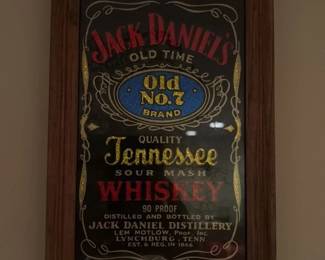 JACK DANIEL'S
OLD TIME
Old
No.7
BRAND
QUALITY
Tennessee
SOUR MASH
WHISKEY
90 PROOF
DISTILLED AND BOTTLED BY
JACK DANIEL DISTILLERY
LEM MOTLOW, PROP. INC.
LYNCHBURG, TENN.
EST. & REG. IN 1866